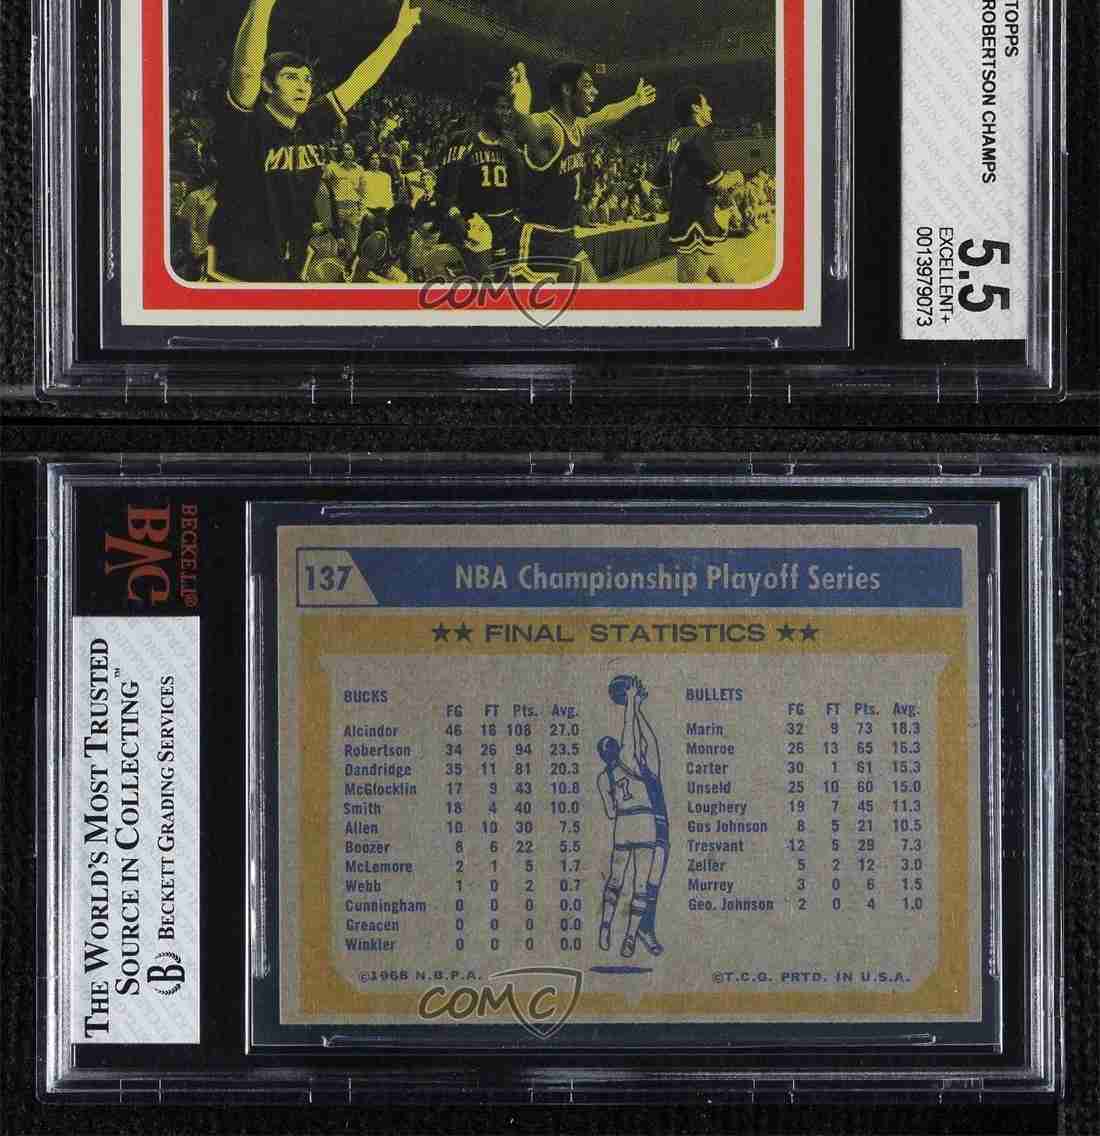 TOPPS
ROBERTSON CHAMPS
5.5
EXCELLENT+
0013979073
10
COMC
BECKETT®
BVG
THE WORLD'S MOST TRUSTED
SOURCE IN COLLECTING™
B BECKETT GRADING SERVICES
137 NBA Championship Playoff Series
★★ FINAL STATISTICS ★★
BUCKS
FG FT Pts. Avg.
Alcindor 46 16 108 27.0
Robertson 34 26 94 23.5
Dandridge 35 11 81 20.3
McGlocklin 17 9 43 10.8
Smith 18 4 40 10.0
Allen 10 10 30 7.5
Boozer 8 6 22 5.5
McLemore 2 1 5 1.7
Webb 1 0 2 0.7
Cunningham 0 0 0 0.0
Greacen 0 0 0 0.0
Winkler 0 0 0 0.0
1
BULLETS
FG FT Pts. Avg.
Marin 32 9 73 18.3
Monroe 26 13 65 16.3
Carter 30 1 61 15.3
Unseld 25 10 60 15.0
Loughery 19 7 45 11.3
Gus Johnson 8 5 21 10.5
Tresvant 12 5 29 7.3
Zeller 5 2 12 3.0
Murrey 3 0 6 1.5
Geo. Johnson 2 0 4 1.0
©1968 N.B.P.A.
©T.C.G. PRTD. IN U.S.A.
COMC